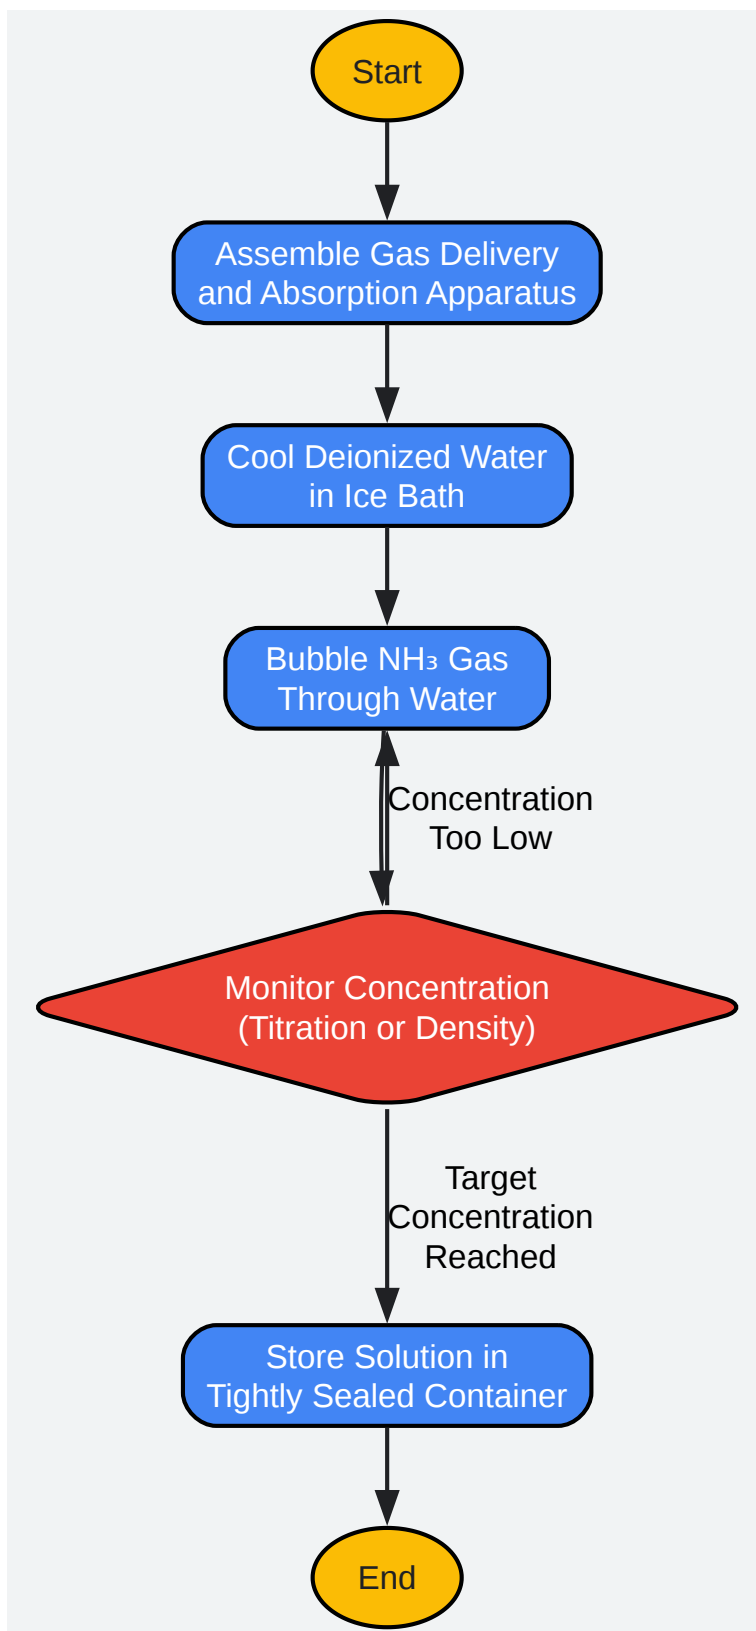 Start
Assemble Gas Delivery
and Absorption Apparatus
Cool Deionized Water
in Ice Bath
Bubble NH₃ Gas
Through Water
Concentration
Too Low
Monitor Concentration
(Titration or Density)
Target
Concentration
Reached
Store Solution in
Tightly Sealed Container
End